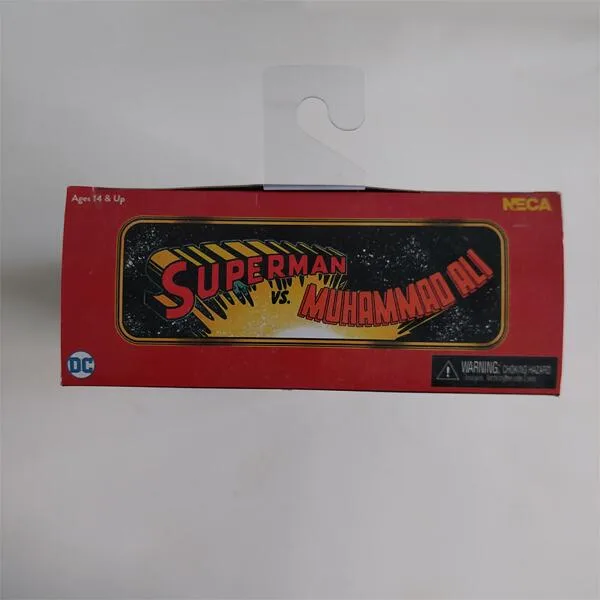 Ages 14 & Up
NECA
SUPERMAN
VS.
MUHAMMAD ALI
DC
WARNING: CHOKING HAZARD